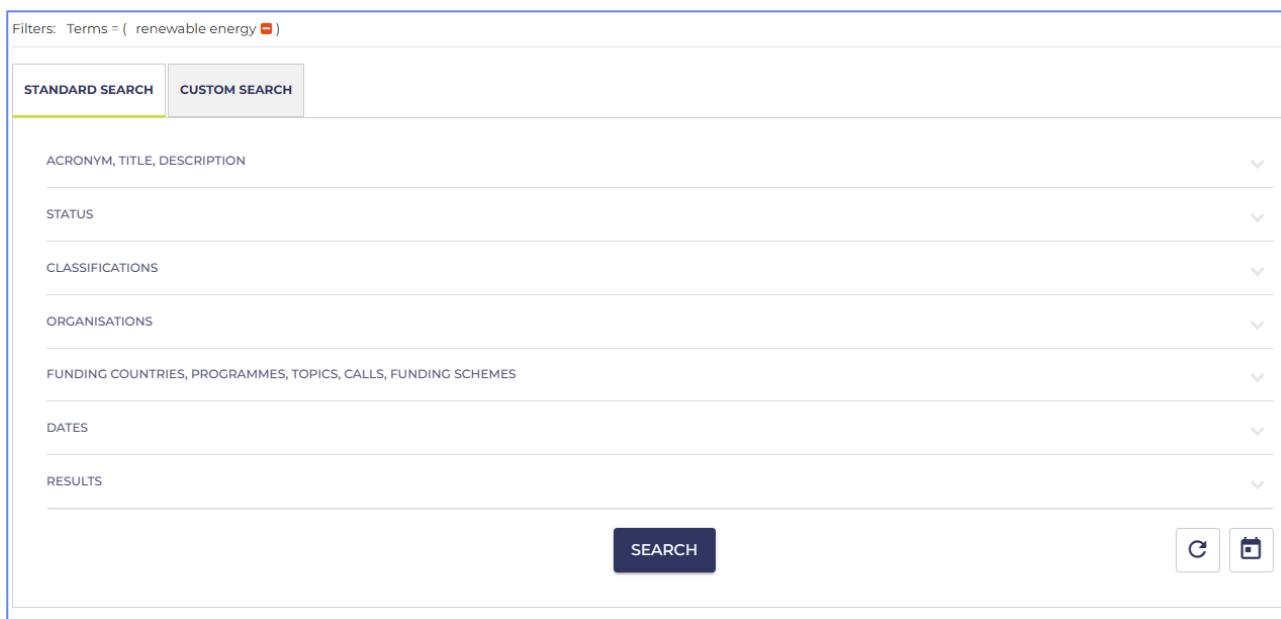 Filters: Terms = ( renewable energy )
STANDARD SEARCH CUSTOM SEARCH
ACRONYM, TITLE, DESCRIPTION
STATUS
CLASSIFICATIONS
ORGANISATIONS
FUNDING COUNTRIES, PROGRAMMES, TOPICS, CALLS, FUNDING SCHEMES
DATES
RESULTS
SEARCH